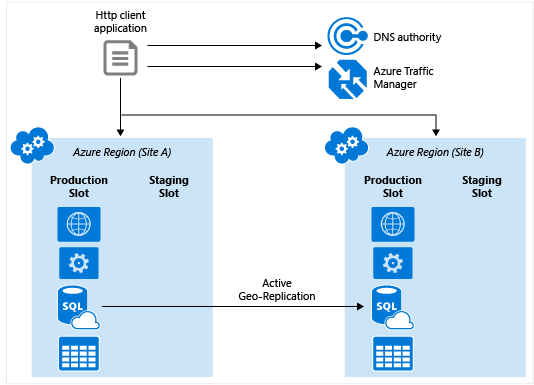 Http client
application
DNS authority
Azure Traffic
Manager
Azure Region (Site A)
Production
Slot
Staging
Slot
SQL
Active
Geo-Replication
Azure Region (Site B)
Production
Slot
Staging
Slot
SQL